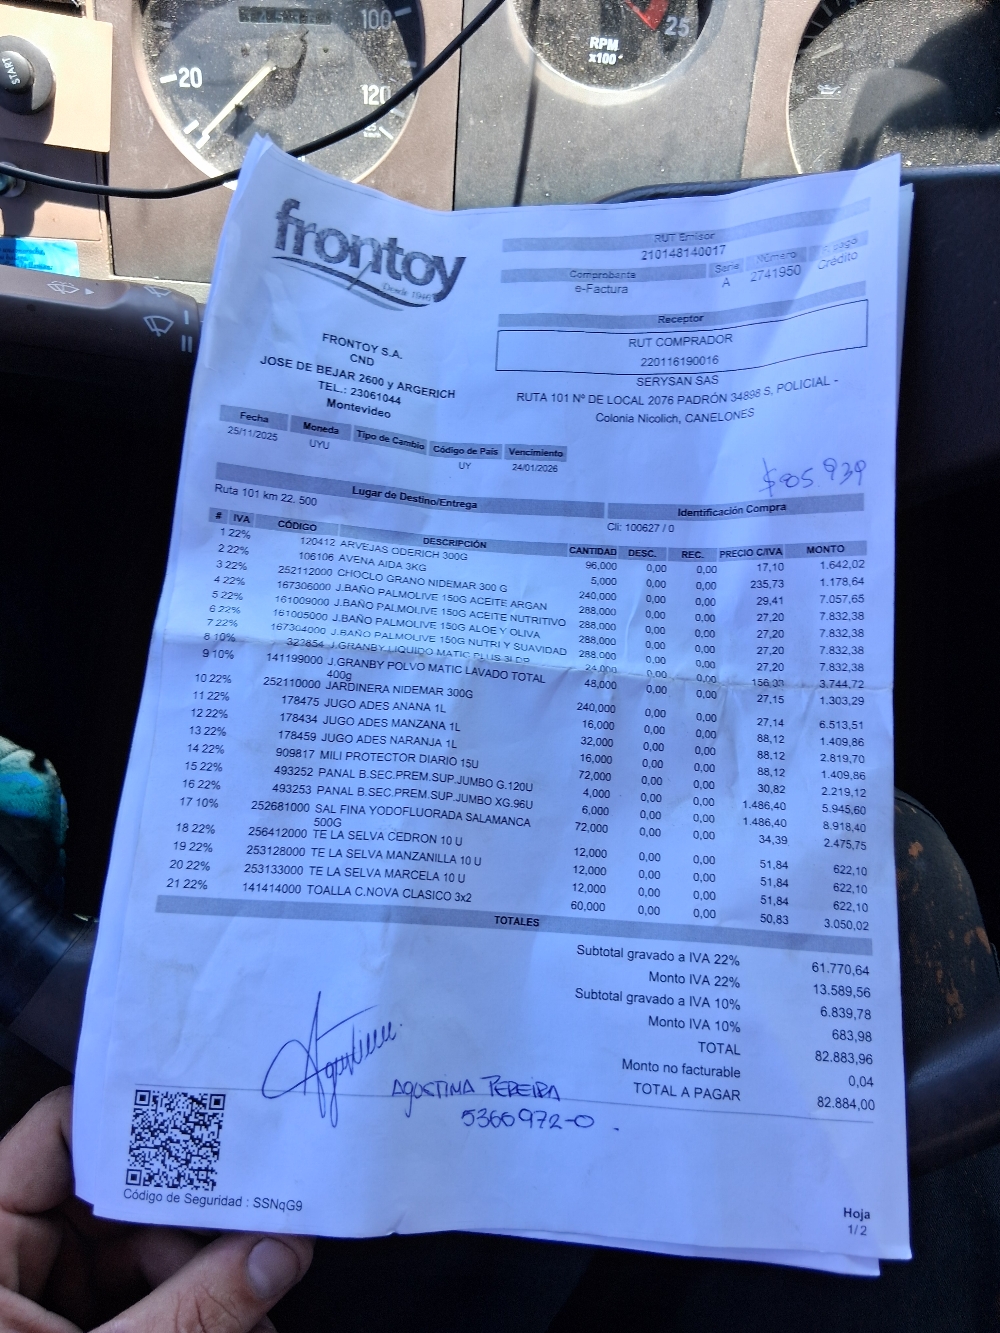 START
20
100
120
25
RPM
x100
frontoy
Desde 1946
RUT Emisor
210148140017
Comprobante Serie Número F. pago
e-Factura A 2741950 Crédito
Receptor
RUT COMPRADOR
220116190016
SERYSAN SAS
RUTA 101 Nº DE LOCAL 2076 PADRÓN 34898 S, POLICIAL -
Colonia Nicolich, CANELONES
FRONTOY S.A.
CND
JOSE DE BEJAR 2600 y ARGERICH
TEL.: 23061044
Montevideo
Fecha Moneda Tipo de Cambio Código de País Vencimiento
25/11/2025 UYU UY 24/01/2026
$ 905.939
Lugar de Destino/Entrega Identificación Compra
Ruta 101 km 22. 500 Cli: 100627 / 0
# IVA CÓDIGO DESCRIPCIÓN CANTIDAD DESC. REC. PRECIO C/IVA MONTO
1 22% 120412 ARVEJAS ODERICH 300G 96,000 0,00 0,00 17,10 1.642,02
2 22% 106106 AVENA AIDA 3KG 5,000 0,00 0,00 235,73 1.178,64
3 22% 252112000 CHOCLO GRANO NIDEMAR 300 G 240,000 0,00 0,00 29,41 7.057,65
4 22% 167306000 J.BAÑO PALMOLIVE 150G ACEITE ARGAN 288,000 0,00 0,00 27,20 7.832,38
5 22% 161009000 J.BAÑO PALMOLIVE 150G ACEITE NUTRITIVO 288,000 0,00 0,00 27,20 7.832,38
6 22% 161005000 J.BAÑO PALMOLIVE 150G ALOE Y OLIVA 288,000 0,00 0,00 27,20 7.832,38
7 22% 167304000 J.BAÑO PALMOLIVE 150G NUTRI Y SUAVIDAD 288,000 0,00 0,00 27,20 7.832,38
8 10% 323854 J.GRANBY LIQUIDO MATIC PLUS 3L DP 24,000 0,00 0,00 156,03 3.744,72
9 10% 141199000 J.GRANBY POLVO MATIC LAVADO TOTAL 48,000 0,00 0,00 27,15 1.303,29
400g
10 22% 252110000 JARDINERA NIDEMAR 300G 240,000 0,00 0,00 27,14 6.513,51
11 22% 178475 JUGO ADES ANANA 1L 16,000 0,00 0,00 88,12 1.409,86
12 22% 178434 JUGO ADES MANZANA 1L 32,000 0,00 0,00 88,12 2.819,70
13 22% 178459 JUGO ADES NARANJA 1L 16,000 0,00 0,00 88,12 1.409,86
14 22% 909817 MILI PROTECTOR DIARIO 15U 72,000 0,00 0,00 30,82 2.219,12
15 22% 493252 PANAL B.SEC.PREM.SUP.JUMBO G.120U 4,000 0,00 0,00 1.486,40 5.945,60
16 22% 493253 PANAL B.SEC.PREM.SUP.JUMBO XG.96U 6,000 0,00 0,00 1.486,40 8.918,40
17 10% 252681000 SAL FINA YODOFLUORADA SALAMANCA 72,000 0,00 0,00 34,39 2.475,75
500G
18 22% 256412000 TE LA SELVA CEDRON 10 U 12,000 0,00 0,00 51,84 622,10
19 22% 253128000 TE LA SELVA MANZANILLA 10 U 12,000 0,00 0,00 51,84 622,10
20 22% 253133000 TE LA SELVA MARCELA 10 U 12,000 0,00 0,00 51,84 622,10
21 22% 141414000 TOALLA C.NOVA CLASICO 3x2 60,000 0,00 0,00 50,83 3.050,02
TOTALES
Subtotal gravado a IVA 22% 61.770,64
Monto IVA 22% 13.589,56
Subtotal gravado a IVA 10% 6.839,78
Monto IVA 10% 683,98
TOTAL 82.883,96
Monto no facturable 0,04
TOTAL A PAGAR 82.884,00
AGOSTINA PEREIRA
5366972-0
Código de Seguridad : SSNqG9
Hoja
1/2